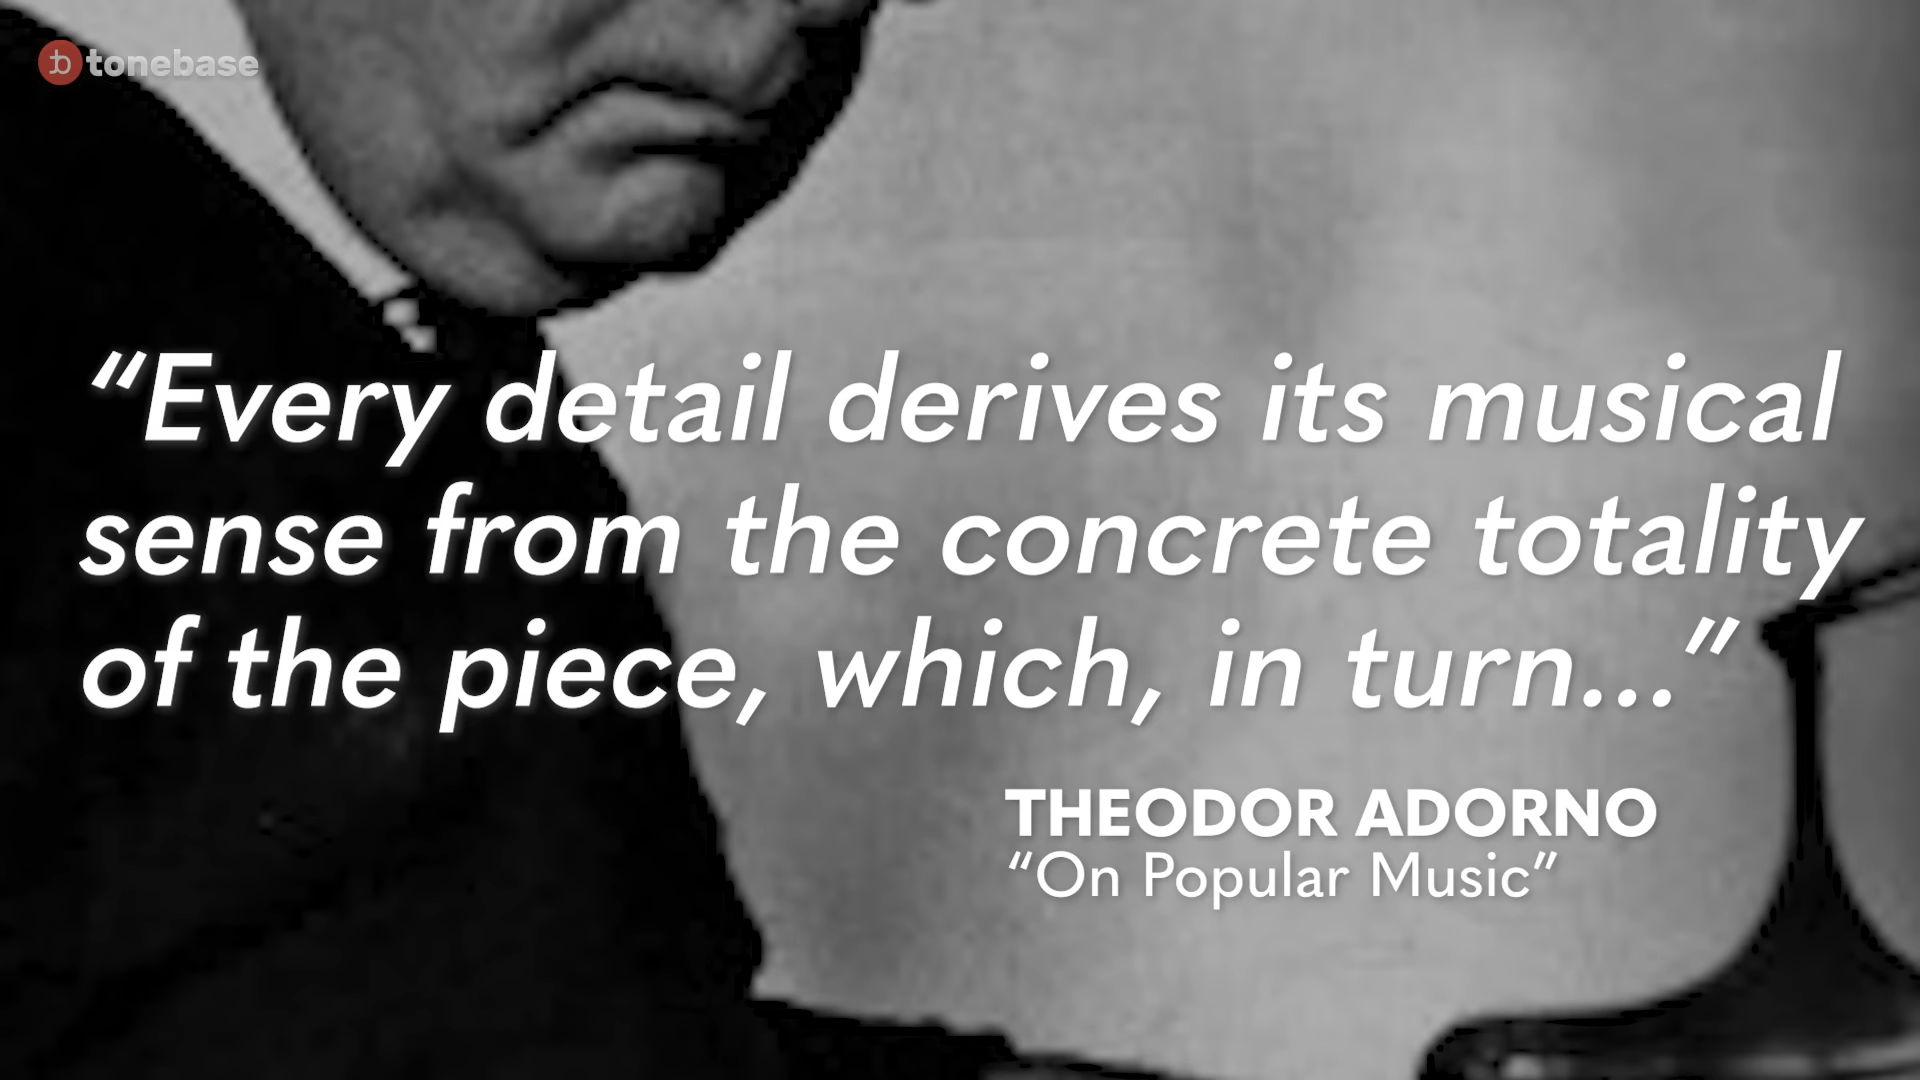 tonebase
“Every detail derives its musical
sense from the concrete totality
of the piece, which, in turn...”
THEODOR ADORNO
“On Popular Music”